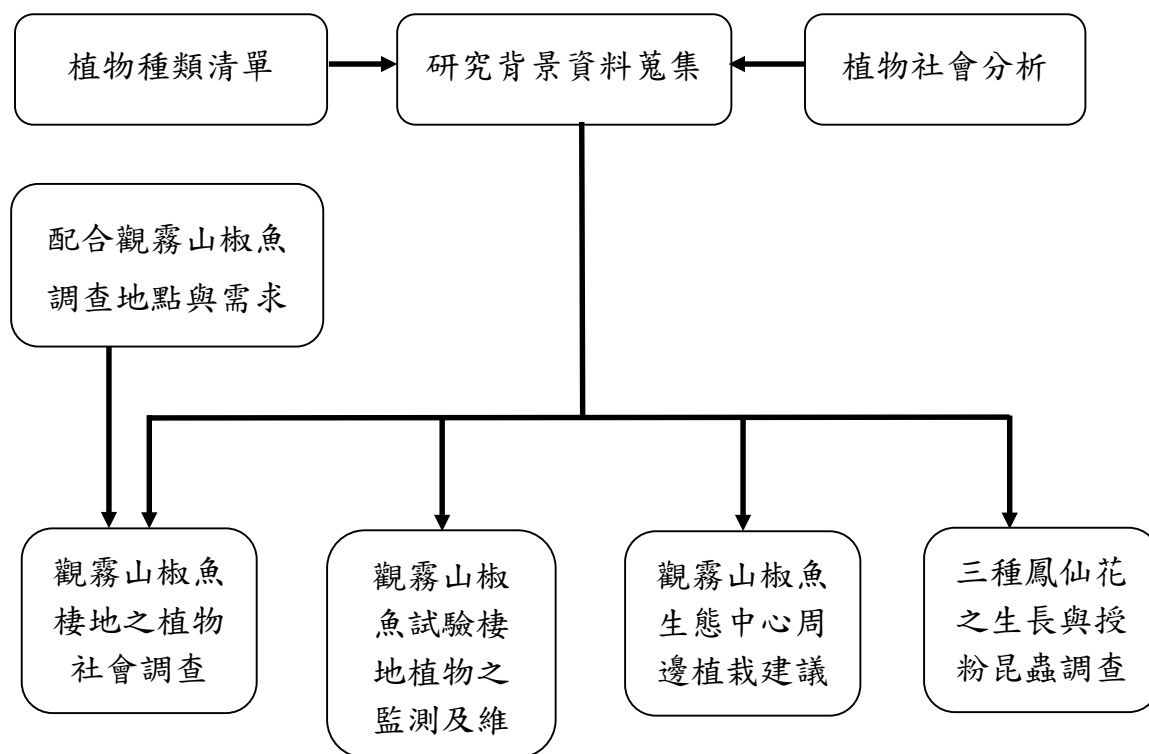 植物種類清單
研究背景資料蒐集
植物社會分析
配合觀霧山椒魚
調查地點與需求
觀霧山椒魚
棲地之植物
社會調查
觀霧山椒
魚試驗棲
地植物之
監測及維
觀霧山椒魚
生態中心周
邊植栽建議
三種鳳仙花
之生長與授
粉昆蟲調查